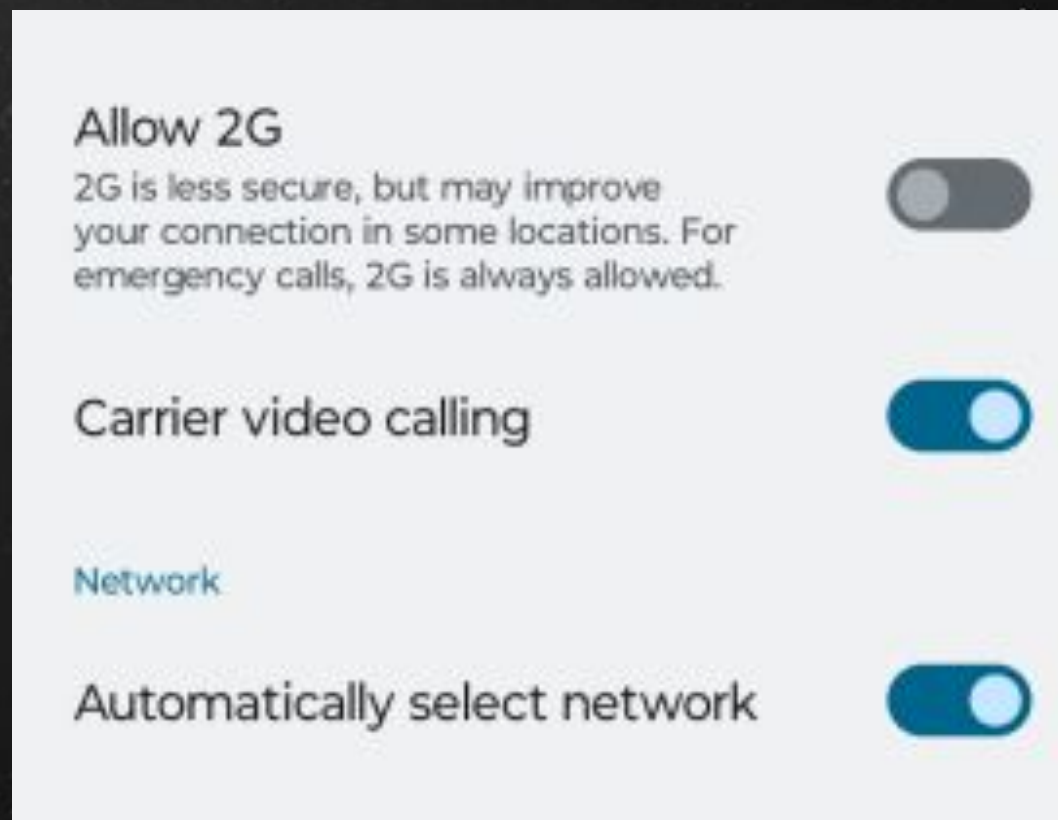 Allow 2G
2G is less secure, but may improve
your connection in some locations. For
emergency calls, 2G is always allowed.
Carrier video calling
Network
Automatically select network